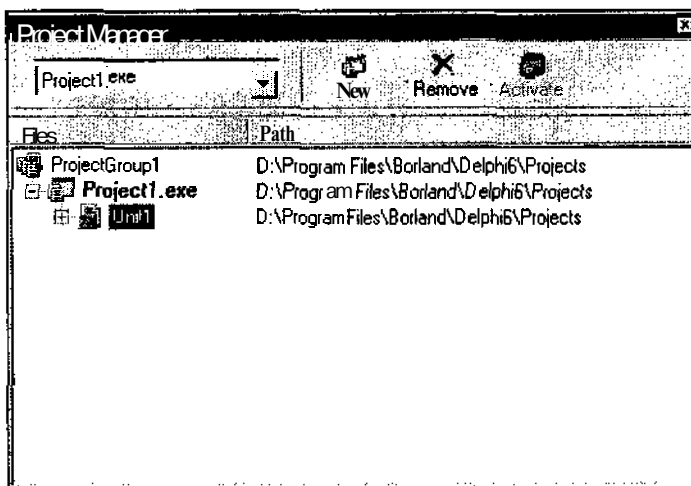 Project Manager
Project1.exe
New Remove Activate
Files Path
ProjectGroup1 D:\Program Files\Borland\Delphi6\Projects
Project1.exe D:\Program Files\Borland\Delphi6\Projects
Unit1 D:\Program Files\Borland\Delphi6\Projects